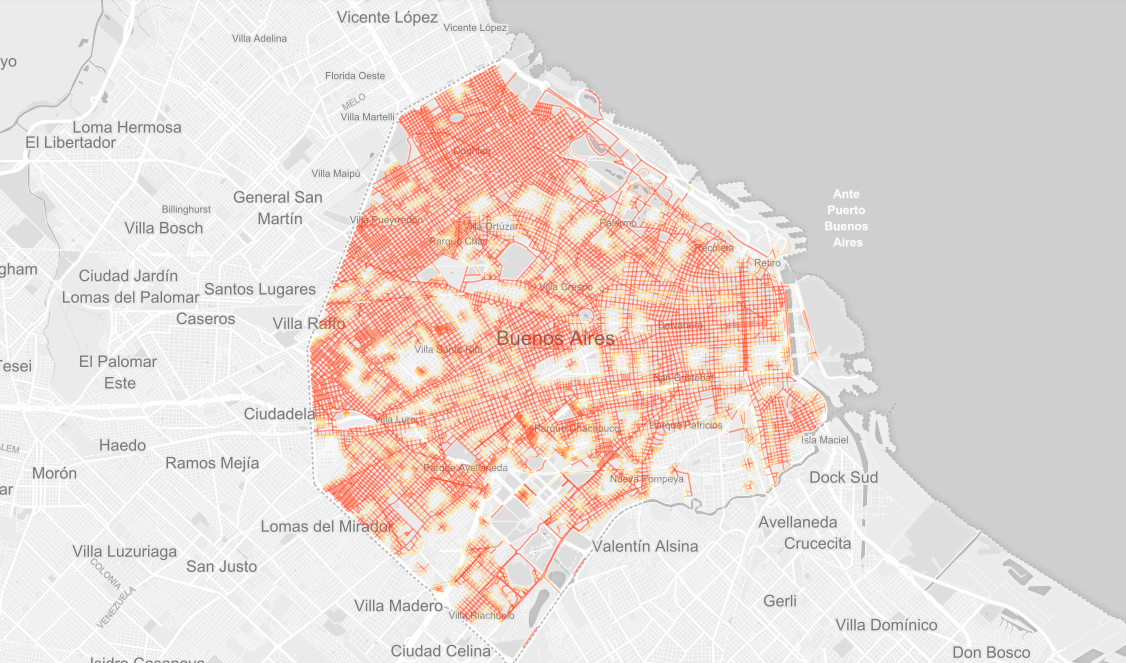 Vicente López
Vicente López
Villa Adelina
yo
Florida Oeste
MELO
Villa Martelli
Loma Hermosa
El Libertador
Coghlan
Villa Maipú
General San
Martín
Ante
Puerto
Buenos
Aires
Billinghurst
Villa Bosch
Villa Pueyrredón
Villa Ortúzar
Palermo
Parque Chas
Recoleta
Retiro
gham
Ciudad Jardín
Lomas del Palomar
Santos Lugares
Villa Crespo
Caseros
Villa Raffo
Balvanera
Buenos Aires
Villa Santa Rita
Tesei
El Palomar
Este
San Cristóbal
Ciudadela
Villa Luro
Parque Chacabuco
Parque Patricios
Isla Maciel
ALEM
Haedo
Ramos Mejía
Morón
Parque Avellaneda
Nueva Pompeya
Dock Sud
ar
Lomas del Mirador
Avellaneda
Crucecita
Villa Luzuriaga
San Justo
Valentín Alsina
COLONIA
VENEZUELA
Villa Madero
Villa Riachuelo
Gerli
Villa Domínico
Ciudad Celina
Don Bosco
Isidro Casanova